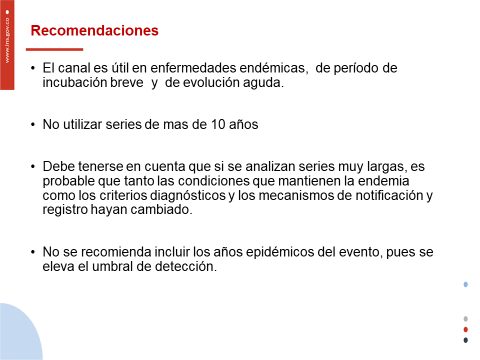 www.ins.gov.co
Recomendaciones
• El canal es útil en enfermedades endémicas, de período de
incubación breve y de evolución aguda.
• No utilizar series de mas de 10 años
• Debe tenerse en cuenta que si se analizan series muy largas, es
probable que tanto las condiciones que mantienen la endemia
como los criterios diagnósticos y los mecanismos de notificación y
registro hayan cambiado.
• No se recomienda incluir los años epidémicos del evento, pues se
eleva el umbral de detección.